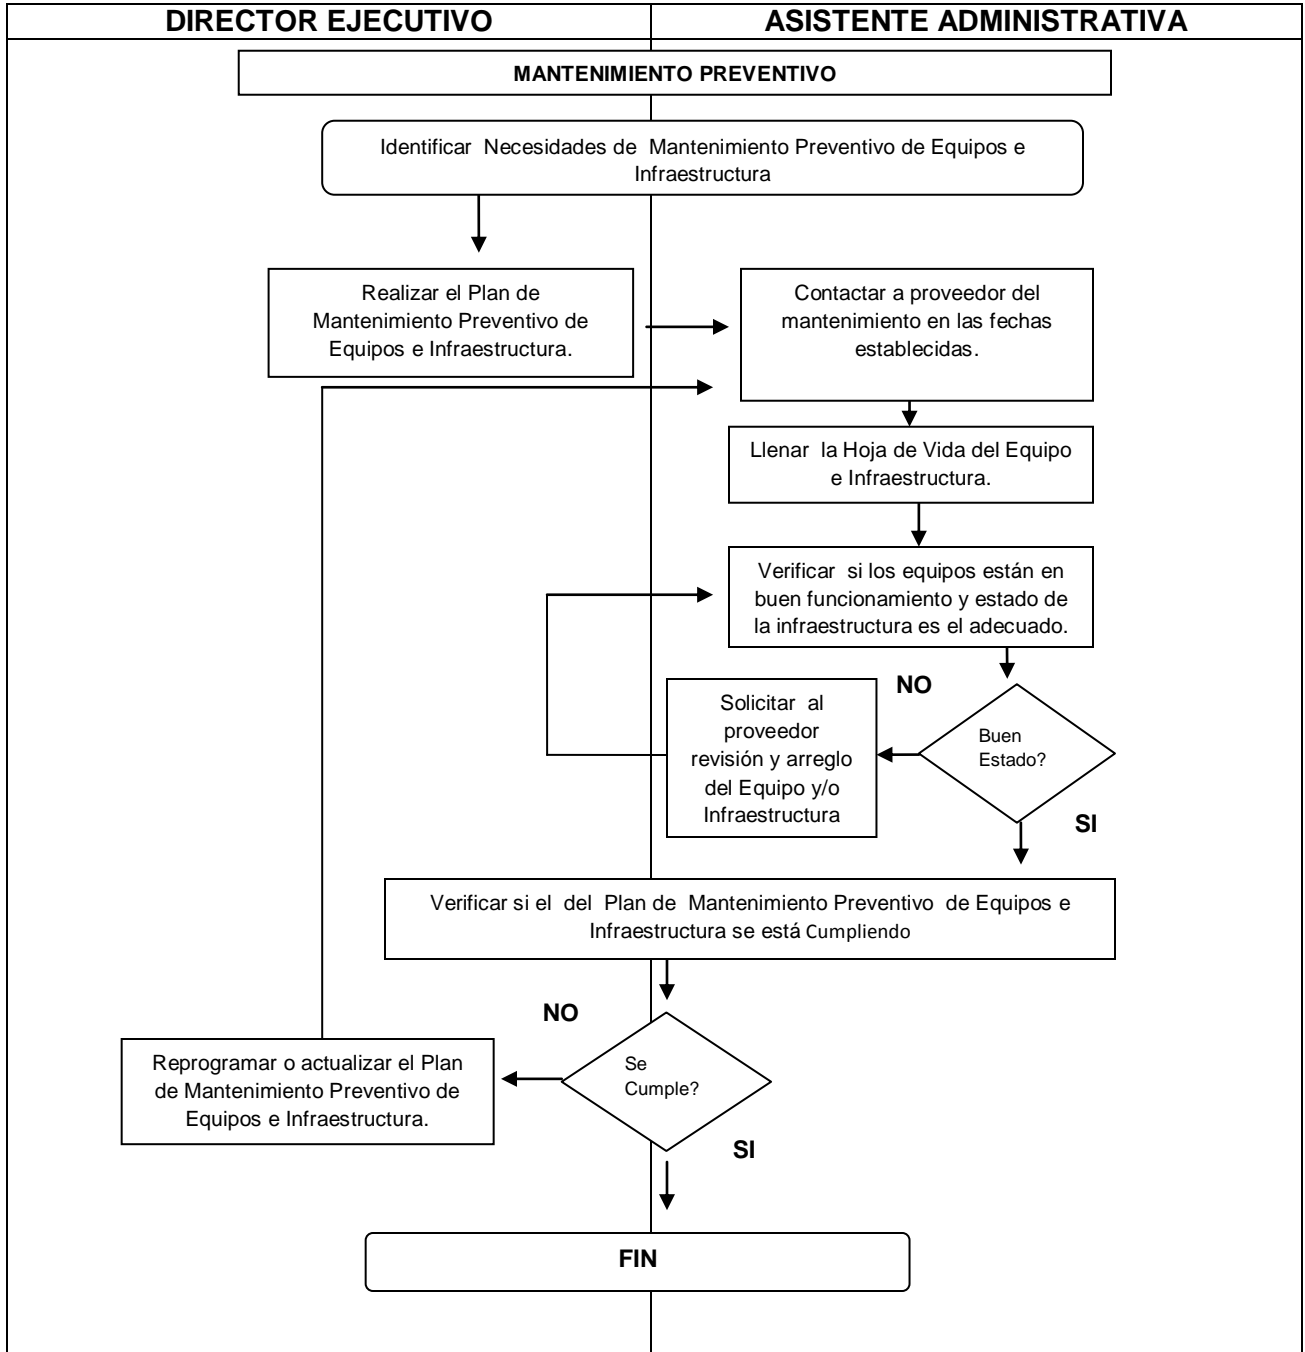 DIRECTOR EJECUTIVO
ASISTENTE ADMINISTRATIVA
MANTENIMIENTO PREVENTIVO
Identificar Necesidades de Mantenimiento Preventivo de Equipos e
Infraestructura
Realizar el Plan de
Mantenimiento Preventivo de
Equipos e Infraestructura.
Contactar a proveedor del
mantenimiento en las fechas
establecidas.
Llenar la Hoja de Vida del Equipo
e Infraestructura.
Verificar si los equipos están en
buen funcionamiento y estado de
la infraestructura es el adecuado.
NO
Solicitar al
proveedor
revisión y arreglo
del Equipo y/o
Infraestructura
Buen
Estado?
SI
Verificar si el del Plan de Mantenimiento Preventivo de Equipos e
Infraestructura se está Cumpliendo
NO
Reprogramar o actualizar el Plan
de Mantenimiento Preventivo de
Equipos e Infraestructura.
Se
Cumple?
SI
FIN